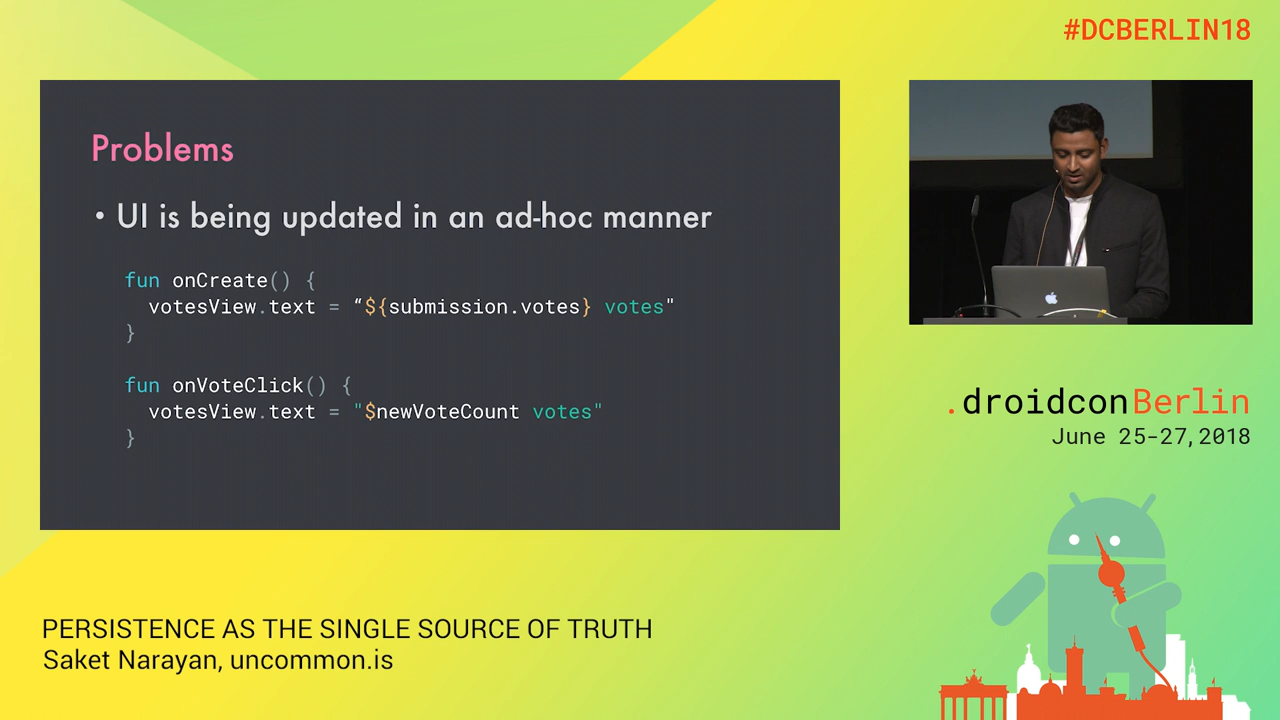 #DCBERLIN18
Problems
• UI is being updated in an ad-hoc manner
fun onCreate() {
votesView.text = “${submission.votes} votes"
}
fun onVoteClick() {
votesView.text = "$newVoteCount votes"
}
.droidconBerlin
June 25-27, 2018
PERSISTENCE AS THE SINGLE SOURCE OF TRUTH
Saket Narayan, uncommon.is